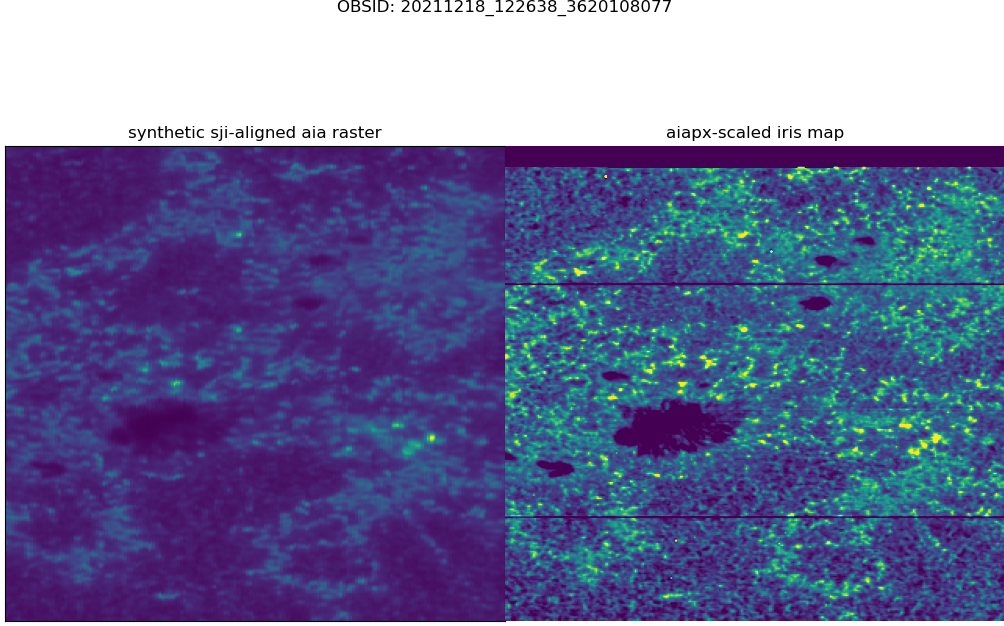 OBSID: 20211218_122638_3620108077
synthetic sji-aligned aia raster
aiapx-scaled iris map